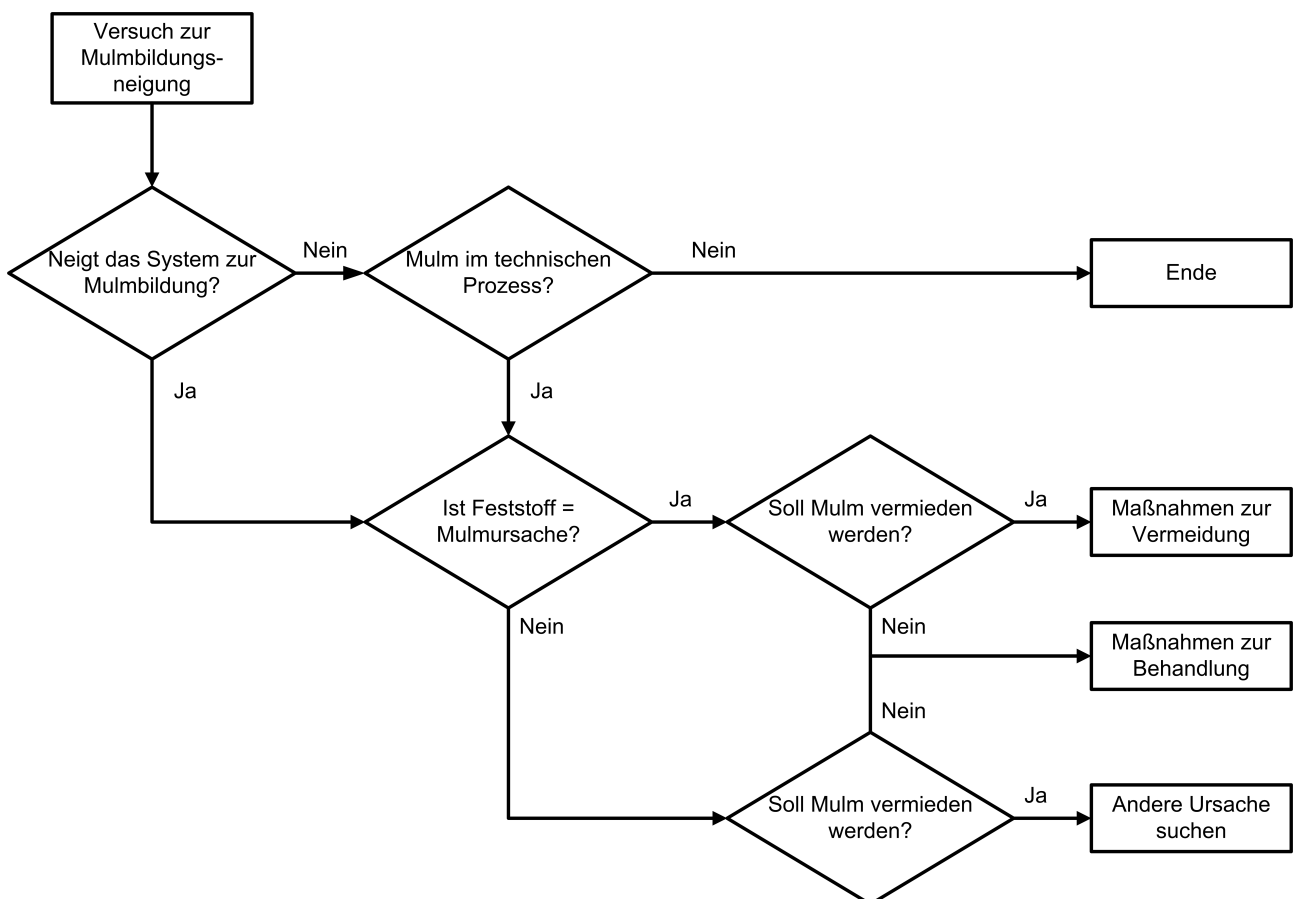 Versuch zur
Mulmbildungs-
neigung
Neigt das System zur
Mulmbildung?
Nein
Mulm im technischen
Prozess?
Nein
Ende
Ja
Ja
Ist Feststoff =
Mulmursache?
Ja
Soll Mulm vermieden
werden?
Ja
Maßnahmen zur
Vermeidung
Nein
Nein
Maßnahmen zur
Behandlung
Nein
Soll Mulm vermieden
werden?
Ja
Andere Ursache
suchen